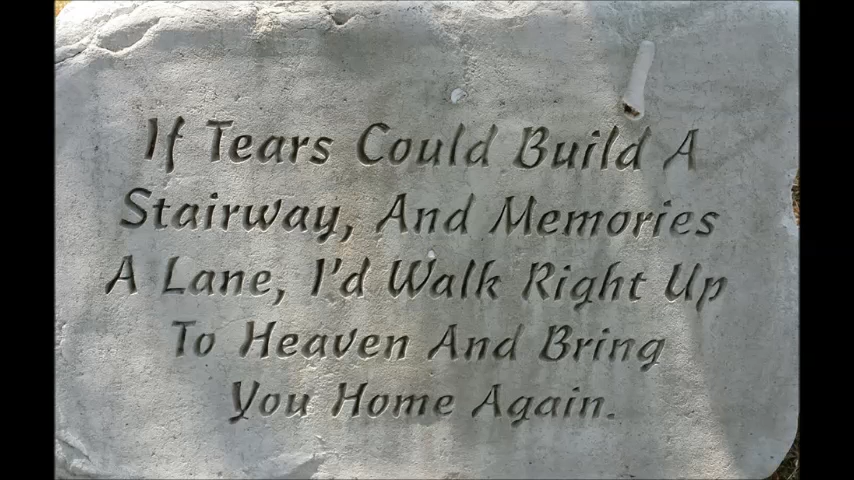 If Tears Could Build A
Stairway, And Memories
A Lane, I'd Walk Right Up
To Heaven And Bring
You Home Again.